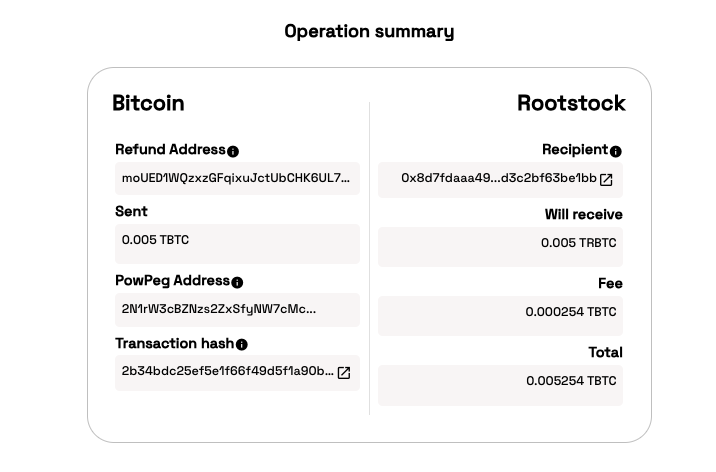 Operation summary
Bitcoin
Refund Address
moUED1WQzxzGFqixuJctUbCHK6UL7...
Sent
0.005 TBTC
PowPeg Address
2N1rW3cBZNzs2ZxSfyNW7cMc...
Transaction hash
2b34bdc25ef5e1f66f49d5f1a90b...
Rootstock
Recipient
0x8d7fdaaa49...d3c2bf63be1bb
Will receive
0.005 TRBTC
Fee
0.000254 TBTC
Total
0.005254 TBTC